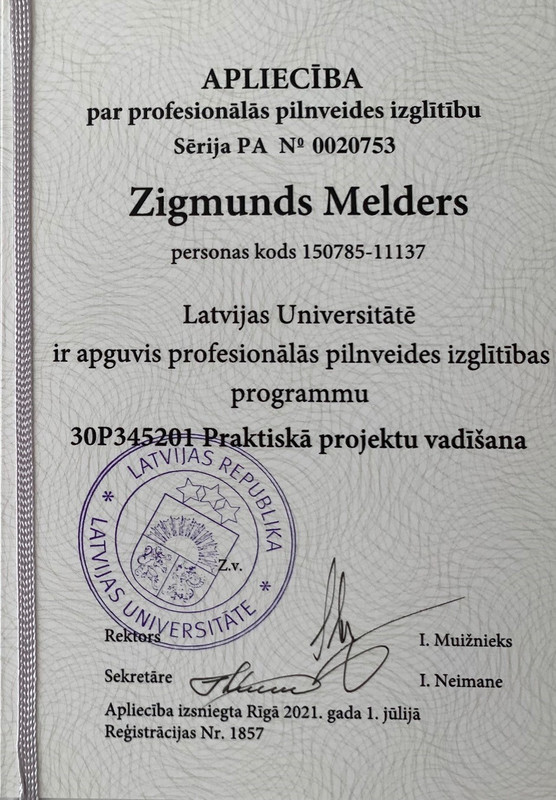 APLIECĪBA
par profesionālās pilnveides izglītību
Sērija PA Nº 0020753
Zigmunds Melders
personas kods 150785-11137
Latvijas Universitātē
ir apguvis profesionālās pilnveides izglītības
programmu
30P345201 Praktiskā projektu vadīšana
LATVIJAS REPUBLIKA
* LATVIJAS UNIVERSITĀTE *
Z.v.
Rektors I. Muižnieks
Sekretāre I. Neimane
Apliecība izsniegta Rīgā 2021. gada 1. jūlijā
Reģistrācijas Nr. 1857